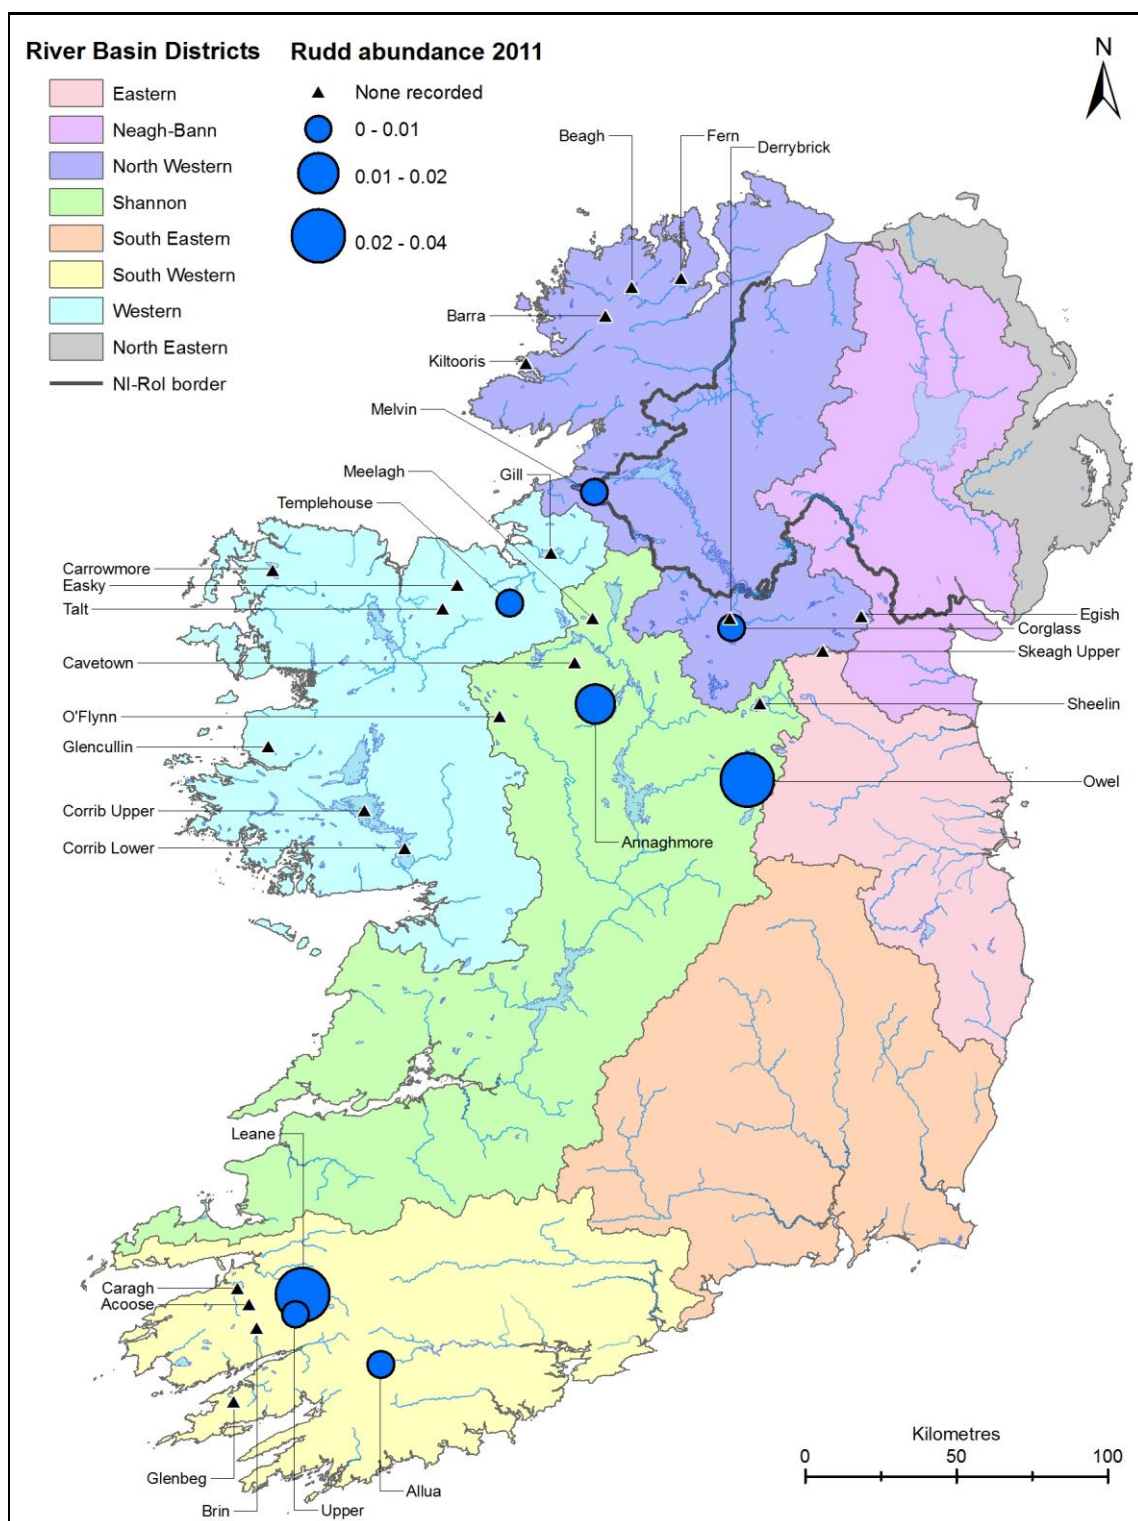 River Basin Districts
Eastern
Neagh-Bann
North Western
Shannon
South Eastern
South Western
Western
North Eastern
NI-RoI border
Rudd abundance 2011
None recorded
0 - 0.01
0.01 - 0.02
0.02 - 0.04
N
Beagh
Fern
Derrybrick
Barra
Kiltooris
Melvin
Meelagh
Gill
Templehouse
Carrowmore
Easky
Talt
Egish
Corglass
Skeagh Upper
Cavetown
Sheelin
O'Flynn
Glencullin
Owel
Corrib Upper
Annaghmore
Corrib Lower
Leane
Caragh
Acoose
Glenbeg
Brin
Upper
Allua
Kilometres
0 50 100